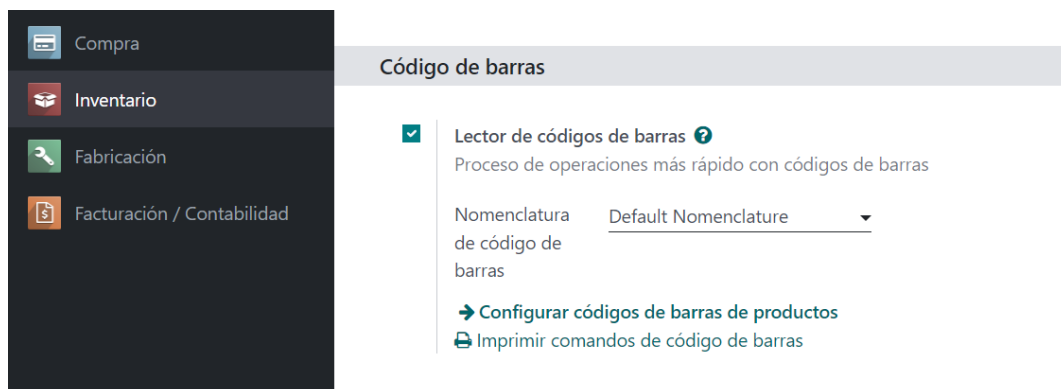 Compra
Inventario
Fabricación
Facturación / Contabilidad
Código de barras
Lector de códigos de barras
Proceso de operaciones más rápido con códigos de barras
Nomenclatura
de código de
barras
Default Nomenclature
Configurar códigos de barras de productos
Imprimir comandos de código de barras